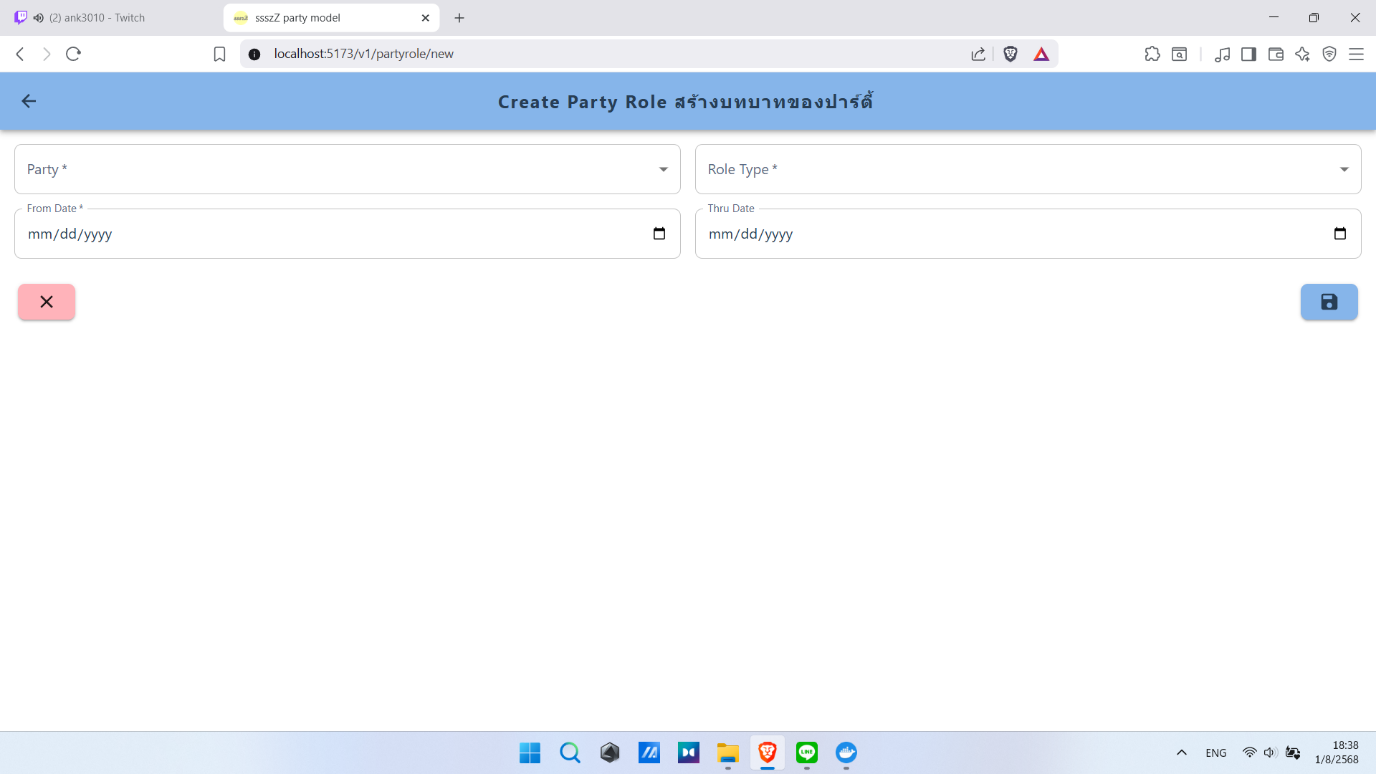 (2) ank3010 - Twitch
ssszZ ssszZ party model
localhost:5173/v1/partyrole/new
Create Party Role สร้างบทบาทของปาร์ตี้
Party * Role Type *
From Date * Thru Date
mm/dd/yyyy mm/dd/yyyy
LINE
ENG
18:38
1/8/2568